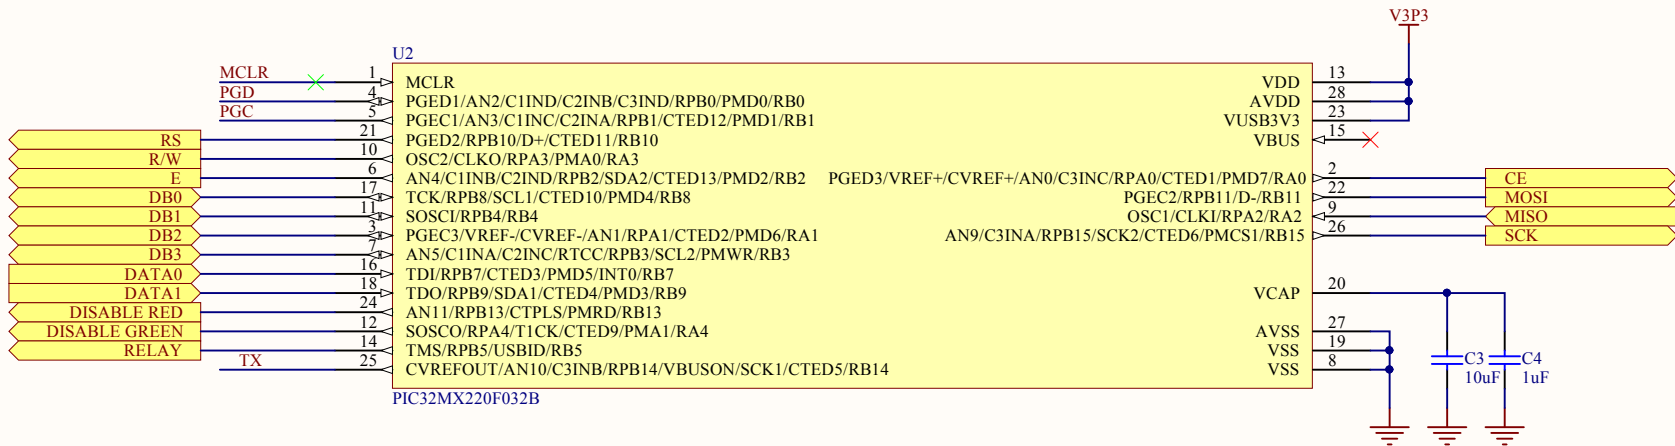 V3P3
U2
MCLR 1 MCLR VDD 13
PGD 4 PGED1/AN2/C1IND/C2INB/C3IND/RPB0/PMD0/RB0 AVDD 28
PGC 5 PGEC1/AN3/C1INC/C2INA/RPB1/CTED12/PMD1/RB1 VUSB3V3 23
RS 21 PGED2/RPB10/D+/CTED11/RB10 VBUS 15
R/W 10 OSC2/CLKO/RPA3/PMA0/RA3
E 6 AN4/C1INB/C2IND/RPB2/SDA2/CTED13/PMD2/RB2 PGED3/VREF+/CVREF+/AN0/C3INC/RPA0/CTED1/PMD7/RA0 2 CE
DB0 17 TCK/RPB8/SCL1/CTED10/PMD4/RB8 PGEC2/RPB11/D-/RB11 22 MOSI
DB1 11 SOSCI/RPB4/RB4 OSC1/CLKI/RPA2/RA2 9 MISO
DB2 3 PGEC3/VREF-/CVREF-/AN1/RPA1/CTED2/PMD6/RA1 AN9/C3INA/RPB15/SCK2/CTED6/PMCS1/RB15 26 SCK
DB3 7 AN5/C1INA/C2INC/RTCC/RPB3/SCL2/PMWR/RB3
DATA0 16 TDI/RPB7/CTED3/PMD5/INT0/RB7
DATA1 18 TDO/RPB9/SDA1/CTED4/PMD3/RB9 VCAP 20
DISABLE RED 24 AN11/RPB13/CTPLS/PMRD/RB13
DISABLE GREEN 12 SOSCO/RPA4/T1CK/CTED9/PMA1/RA4 AVSS 27
RELAY 14 TMS/RPB5/USBID/RB5 VSS 19
TX 25 CVREFOUT/AN10/C3INB/RPB14/VBUSON/SCK1/CTED5/RB14 VSS 8
C3 C4
10uF 1uF
PIC32MX220F032B